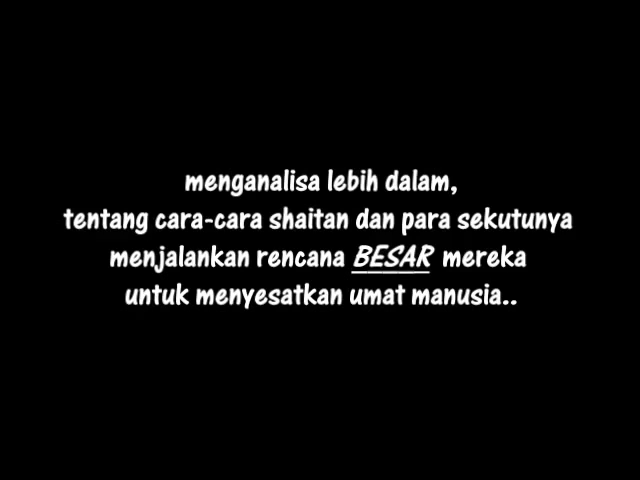 menganalisa lebih dalam,
tentang cara-cara shaitan dan para sekutunya
menjalankan rencana BESAR mereka
untuk menyesatkan umat manusia..